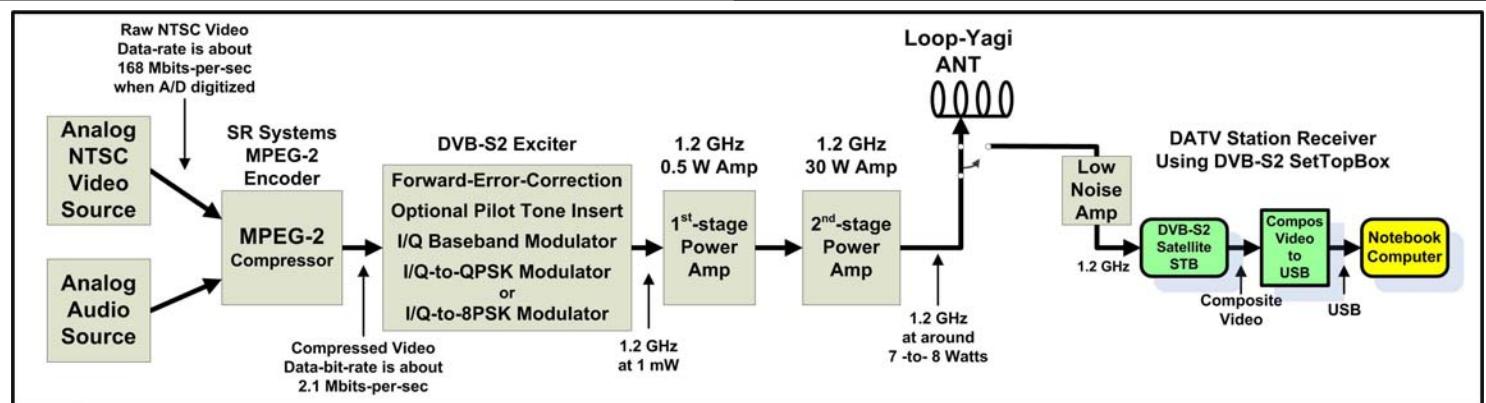 Raw NTSC Video
Data-rate is about
168 Mbits-per-sec
when A/D digitized
Analog
NTSC
Video
Source
Analog
Audio
Source
SR Systems
MPEG-2
Encoder
MPEG-2
Compressor
Compressed Video
Data-bit-rate is about
2.1 Mbits-per-sec
DVB-S2 Exciter
Forward-Error-Correction
Optional Pilot Tone Insert
I/Q Baseband Modulator
I/Q-to-QPSK Modulator
or
I/Q-to-8PSK Modulator
1.2 GHz
at 1 mW
1.2 GHz
0.5 W Amp
1st-stage
Power
Amp
1.2 GHz
30 W Amp
2nd-stage
Power
Amp
1.2 GHz
at around
7 -to- 8 Watts
Loop-Yagi
ANT
Low
Noise
Amp
1.2 GHz
DATV Station Receiver
Using DVB-S2 SetTopBox
DVB-S2
Satellite
STB
Composite
Video
Compos
Video
to
USB
USB
Notebook
Computer